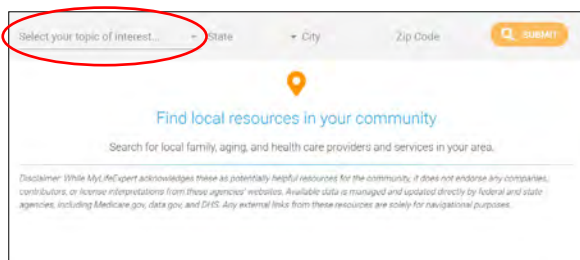 Select your topic of interest... State City Zip Code SUBMIT
Find local resources in your community
Search for local family, aging, and health care providers and services in your area.
Disclaimer: While MyLifeExpert acknowledges these as potentially helpful resources for the community, it does not endorse any companies,
contributors, or license interpretations from these agencies' websites. Available data is managed and updated directly by federal and state
agencies, including Medicare.gov, data.gov, and DHS. Any external links from these resources are solely for navigational purposes.